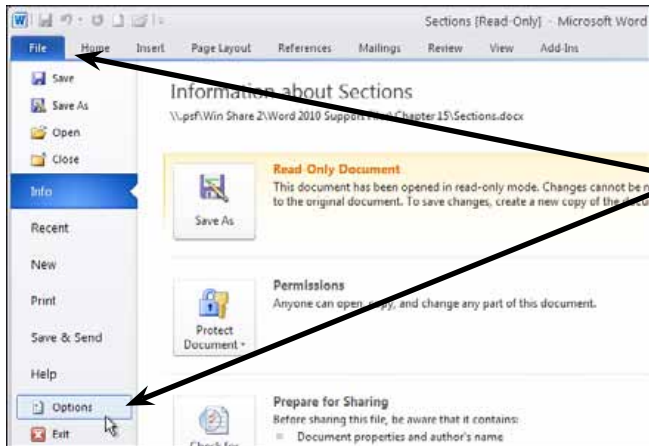 Sections [Read-Only] - Microsoft Word
File Home Insert Page Layout References Mailings Review View Add-Ins
Save
Save As
Open
Close
Info
Recent
New
Print
Save & Send
Help
Options
Exit
Information about Sections
\\.psf\Win Share 2\Word 2010 Support Files\Chapter 15\Sections.docx
Save As
Read-Only Document
This document has been opened in read-only mode. Changes cannot be
to the original document. To save changes, create a new copy of the
Protect
Document
Permissions
Anyone can open, copy, and change any part of this document.
Check for
Prepare for Sharing
Before sharing this file, be aware that it contains:
Document properties and author's name